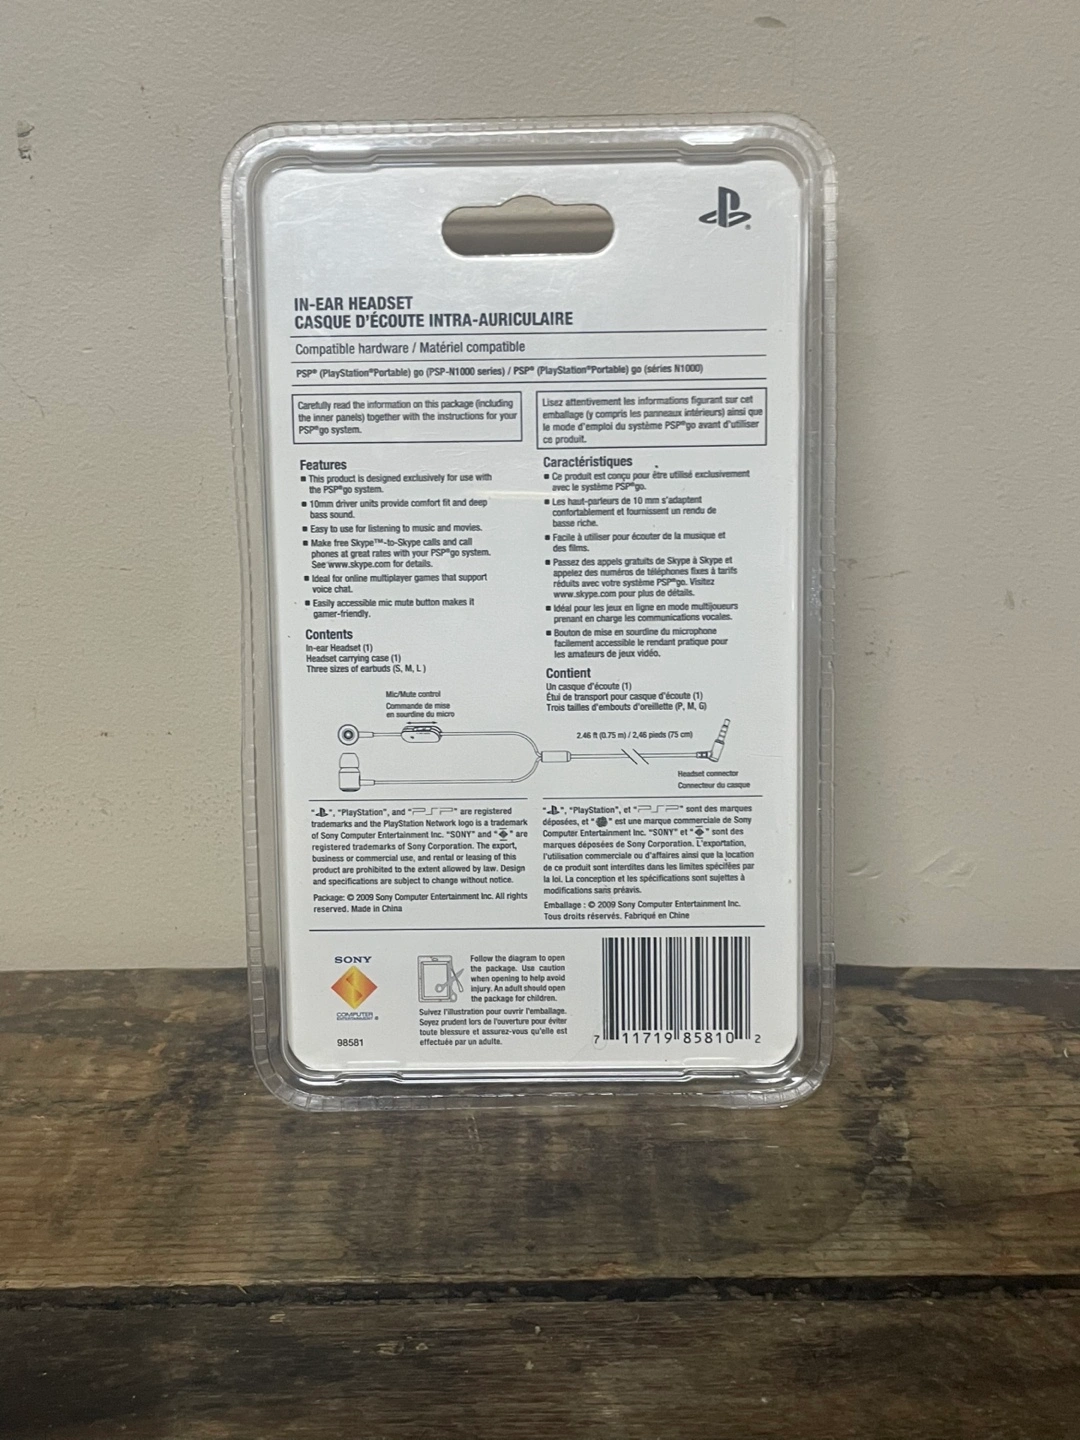 IN-EAR HEADSET
CASQUE D'ÉCOUTE INTRA-AURICULAIRE
Compatible hardware / Matériel compatible
PSP® (PlayStation®Portable) go (PSP-N1000 series) / PSP® (PlayStation®Portable) go (séries N1000)
Carefully read the information on this package (including
the inner panels) together with the instructions for your
PSP®go system.
Lisez attentivement les informations figurant sur cet
emballage (y compris les panneaux intérieurs) ainsi que
le mode d'emploi du système PSP®go avant d'utiliser
ce produit.
Features
■ This product is designed exclusively for use with
the PSP®go system.
■ 10mm driver units provide comfort fit and deep
bass sound.
■ Easy to use for listening to music and movies.
■ Make free Skype™-to-Skype calls and call
phones at great rates with your PSP®go system.
See www.skype.com for details.
■ Ideal for online multiplayer games that support
voice chat.
■ Easily accessible mic mute button makes it
gamer-friendly.
Contents
In-ear Headset (1)
Headset carrying case (1)
Three sizes of earbuds (S, M, L)
Caractéristiques
■ Ce produit est conçu pour être utilisé exclusivement
avec le système PSP®go.
■ Les haut-parleurs de 10 mm s'adaptent
confortablement et fournissent un rendu de
basse riche.
■ Facile à utiliser pour écouter de la musique et
des films.
■ Passez des appels gratuits de Skype à Skype et
appelez des numéros de téléphones fixes à tarifs
réduits avec votre système PSP®go. Visitez
www.skype.com pour plus de détails.
■ Idéal pour les jeux en ligne en mode multijoueurs
prenant en charge les communications vocales.
■ Bouton de mise en sourdine du microphone
facilement accessible le rendant pratique pour
les amateurs de jeux vidéo.
Contient
Un casque d'écoute (1)
Étui de transport pour casque d'écoute (1)
Trois tailles d'embouts d'oreillette (P, M, G)
Mic/Mute control
Commande de mise
en sourdine du micro
2.46 ft (0.75 m) / 2,46 pieds (75 cm)
Headset connector
Connecteur du casque
" ", "PlayStation", and "PSP" are registered
trademarks and the PlayStation Network logo is a trademark
of Sony Computer Entertainment Inc. "SONY" and " " are
registered trademarks of Sony Corporation. The export,
business or commercial use, and rental or leasing of this
product are prohibited to the extent allowed by law. Design
and specifications are subject to change without notice.
Package: © 2009 Sony Computer Entertainment Inc. All rights
reserved. Made in China
" ", "PlayStation", et "PSP" sont des marques
déposées, et " " est une marque commerciale de Sony
Computer Entertainment Inc. "SONY" et " " sont des
marques déposées de Sony Corporation. L'exportation,
l'utilisation commerciale ou d'affaires ainsi que la location
de ce produit sont interdites dans les limites spécifées par
la loi. La conception et les spécifications sont sujettes à
modifications sans préavis.
Emballage : © 2009 Sony Computer Entertainment Inc.
Tous droits réservés. Fabriqué en Chine
SONY
COMPUTER
ENTERTAINMENT®
98581
Follow the diagram to open
the package. Use caution
when opening to help avoid
injury. An adult should open
the package for children.
Suivez l'illustration pour ouvrir l'emballage.
Soyez prudent lors de l'ouverture pour éviter
toute blessure et assurez-vous qu'elle est
effectuée par un adulte.
7 11719 85810 2